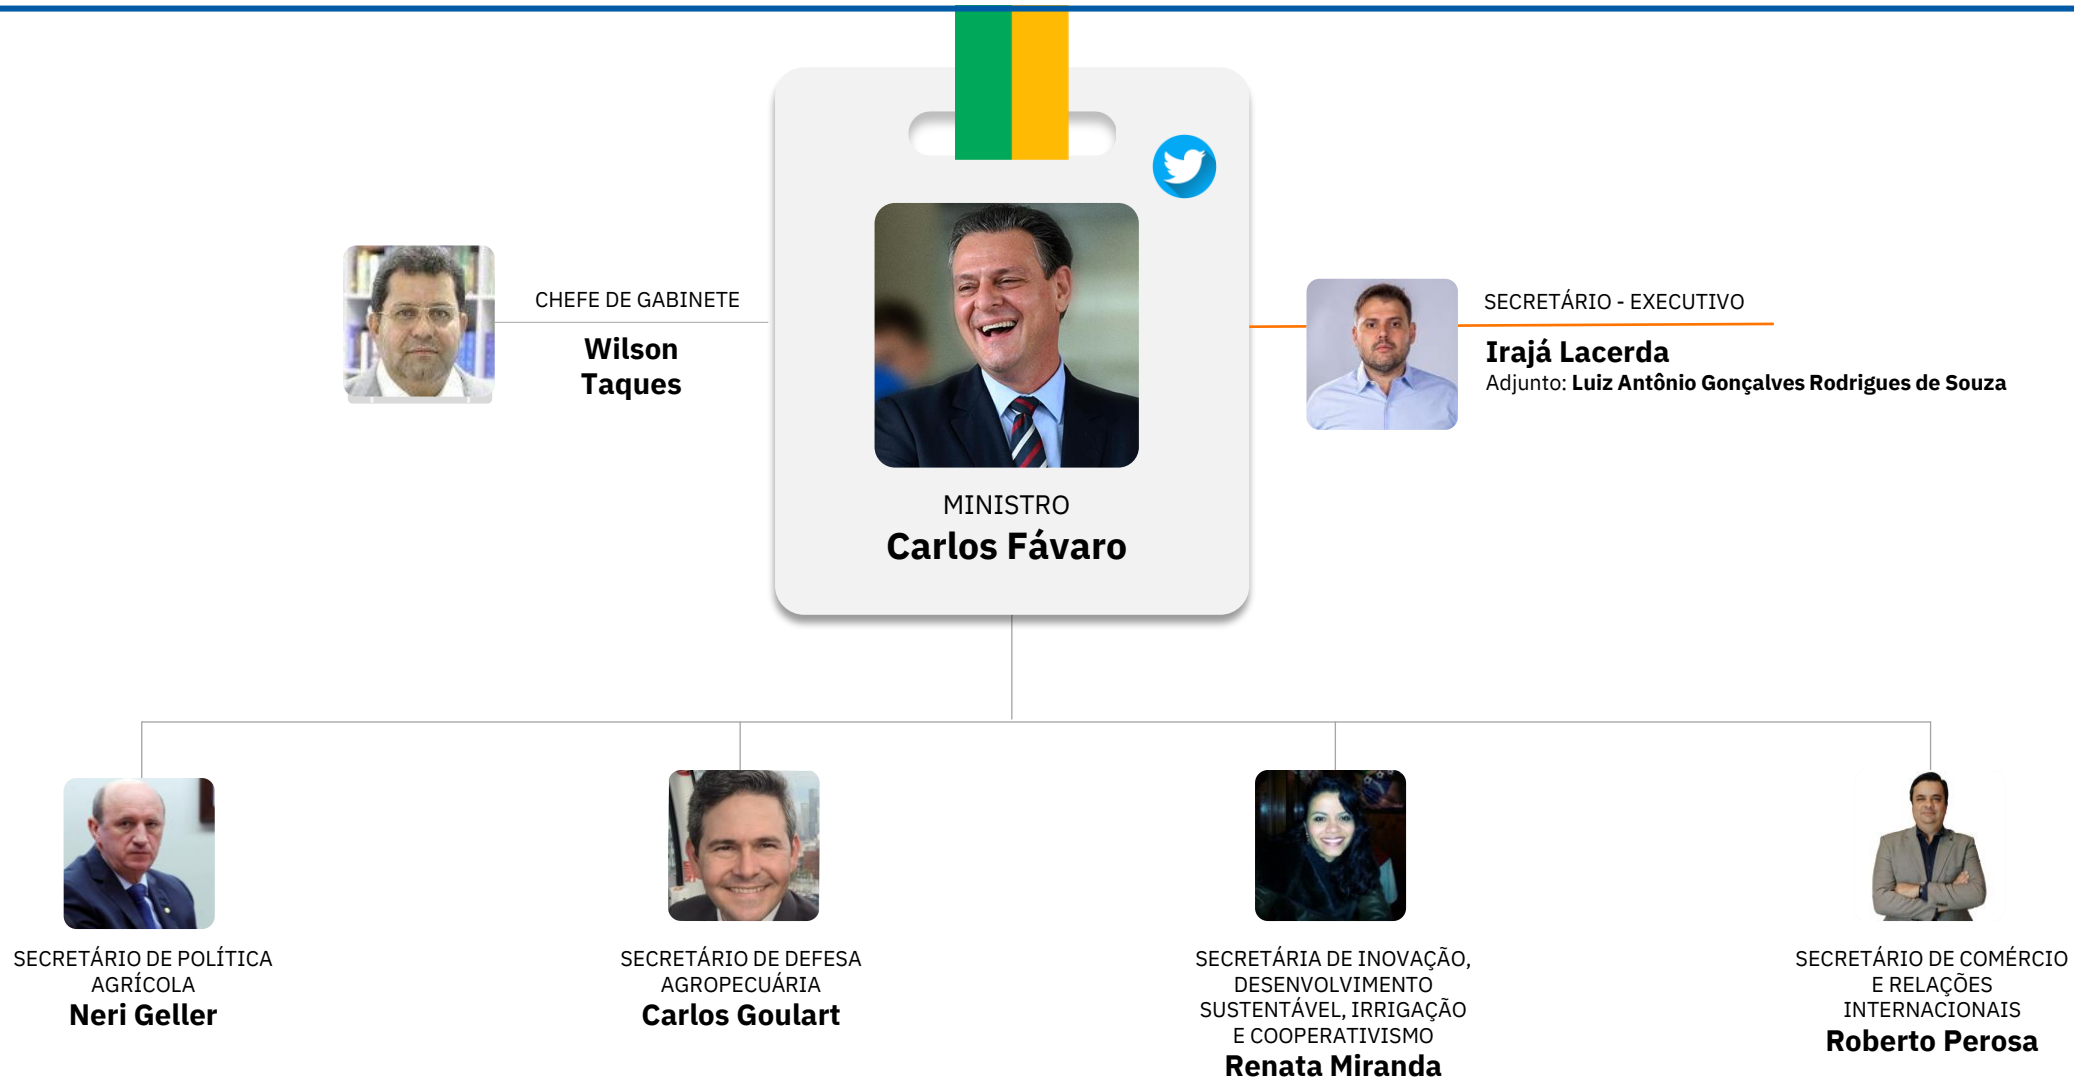 CHEFE DE GABINETE
Wilson
Taques
MINISTRO
Carlos Fávaro
SECRETÁRIO - EXECUTIVO
Irajá Lacerda
Adjunto: Luiz Antônio Gonçalves Rodrigues de Souza
SECRETÁRIO DE POLÍTICA
AGRÍCOLA
Neri Geller
SECRETÁRIO DE DEFESA
AGROPECUÁRIA
Carlos Goulart
SECRETÁRIA DE INOVAÇÃO,
DESENVOLVIMENTO
SUSTENTÁVEL, IRRIGAÇÃO
E COOPERATIVISMO
Renata Miranda
SECRETÁRIO DE COMÉRCIO
E RELAÇÕES
INTERNACIONAIS
Roberto Perosa